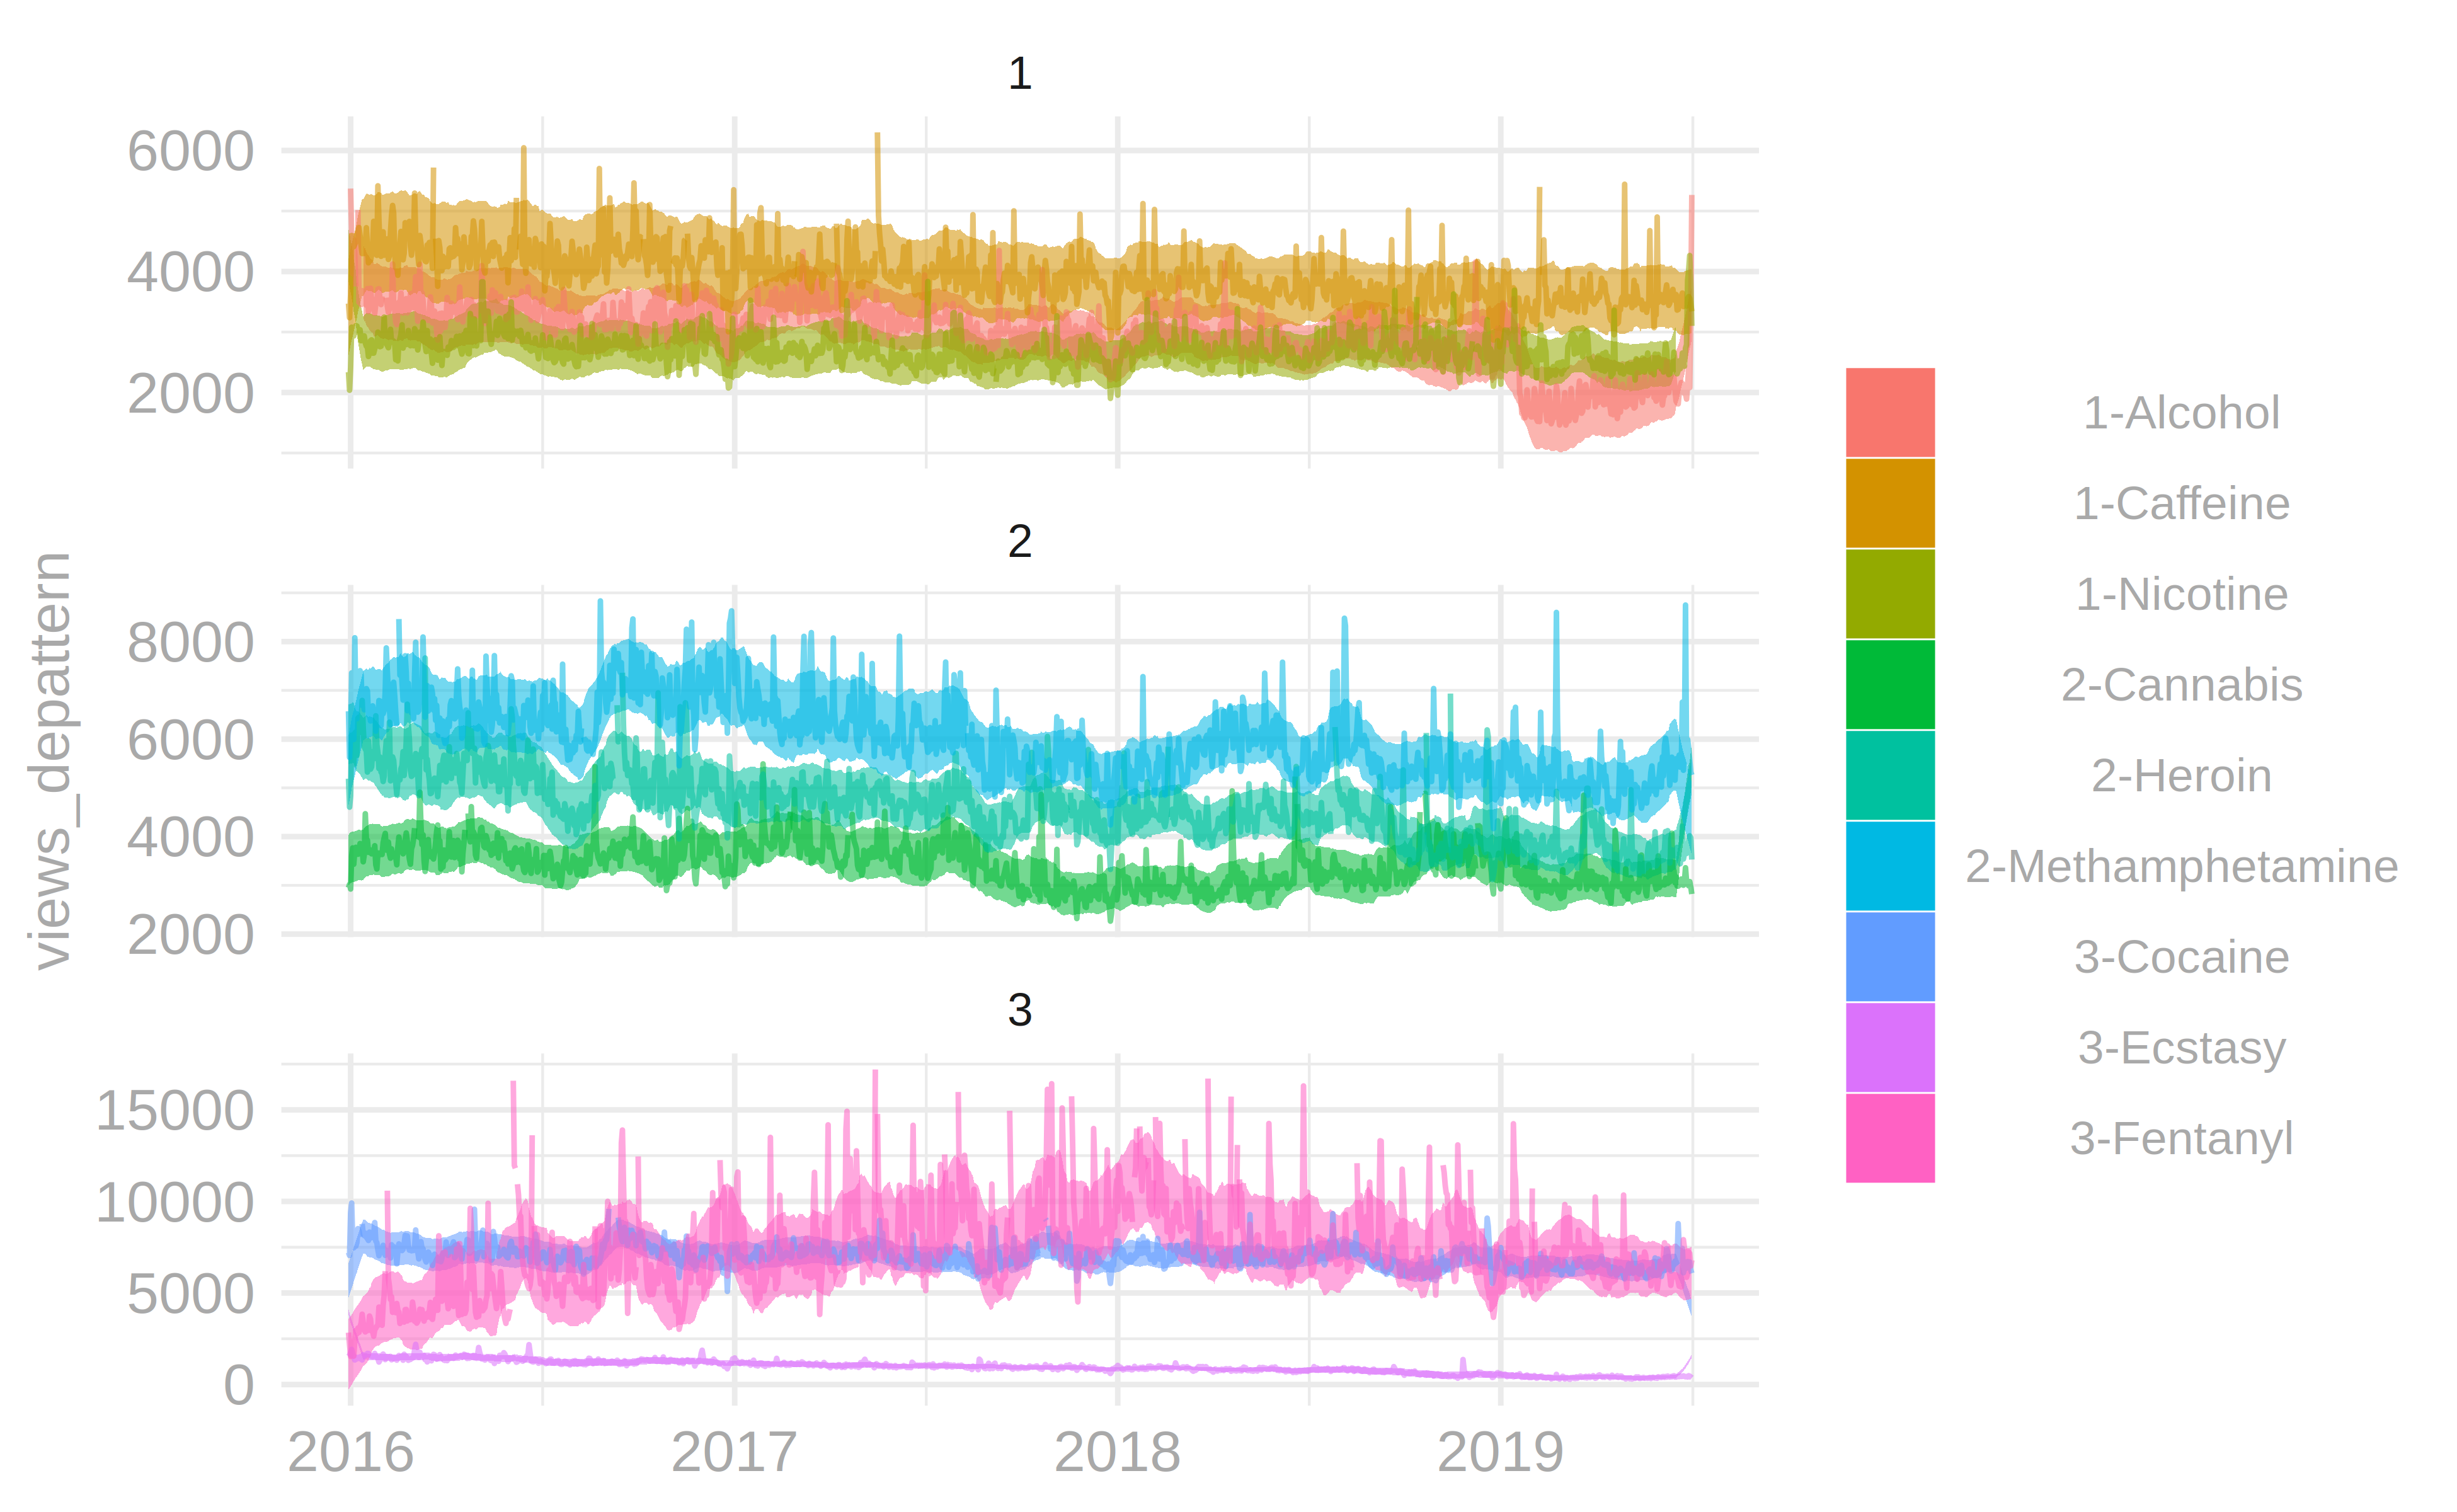 1
6000
4000
2000
2
8000
6000
4000
2000
3
15000
10000
5000
0
2016 2017 2018 2019
views_depattern
1-Alcohol
1-Caffeine
1-Nicotine
2-Cannabis
2-Heroin
2-Methamphetamine
3-Cocaine
3-Ecstasy
3-Fentanyl